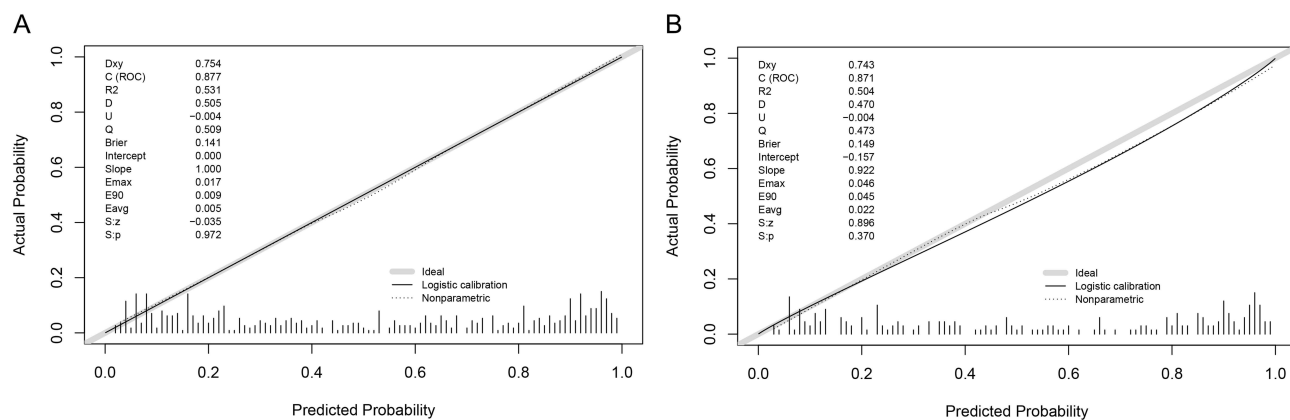 A
Dxy 0.754
C (ROC) 0.877
R2 0.531
D 0.505
U −0.004
Q 0.509
Brier 0.141
Intercept 0.000
Slope 1.000
Emax 0.017
E90 0.009
Eavg 0.005
S:z −0.035
S:p 0.972
Ideal
Logistic calibration
Nonparametric
Actual Probability
0.0
0.2
0.4
0.6
0.8
1.0
0.0 0.2 0.4 0.6 0.8 1.0
Predicted Probability
B
Dxy 0.743
C (ROC) 0.871
R2 0.504
D 0.470
U −0.004
Q 0.473
Brier 0.149
Intercept −0.157
Slope 0.922
Emax 0.046
E90 0.045
Eavg 0.022
S:z 0.896
S:p 0.370
Ideal
Logistic calibration
Nonparametric
Actual Probability
0.0
0.2
0.4
0.6
0.8
1.0
0.0 0.2 0.4 0.6 0.8 1.0
Predicted Probability